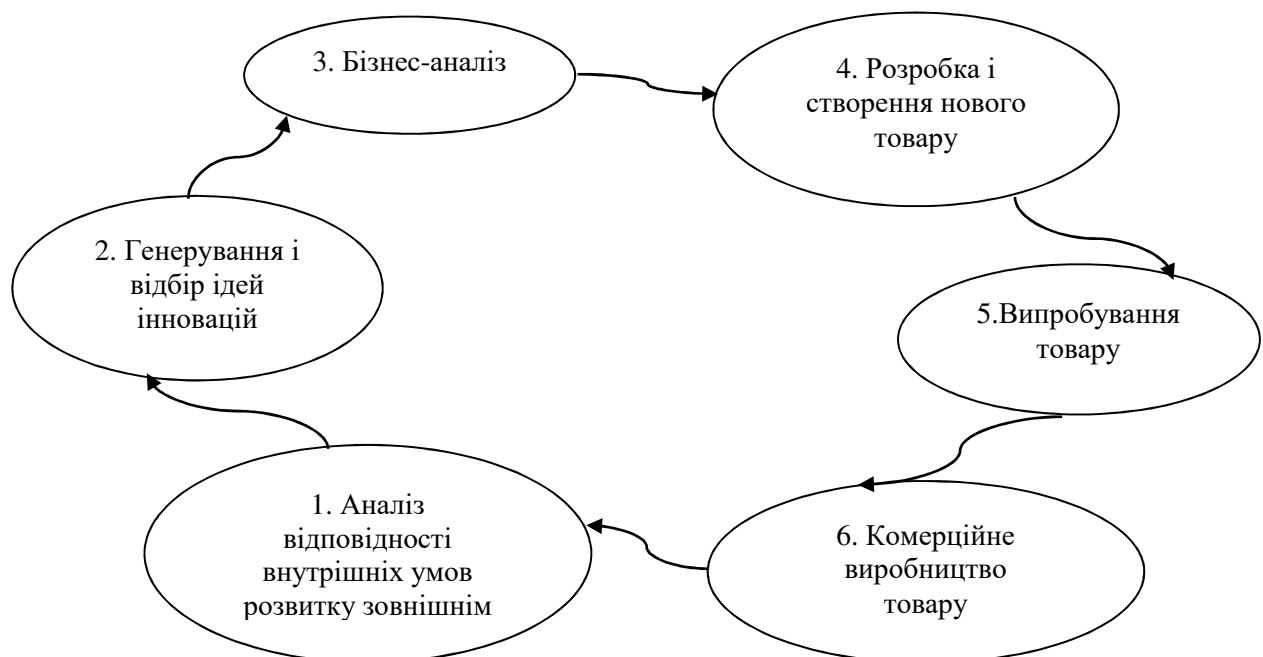 3. Бізнес-аналіз
4. Розробка і
створення нового
товару
2. Генерування і
відбір ідей
інновацій
5.Випробування
товару
1. Аналіз
відповідності
внутрішніх умов
розвитку зовнішнім
6. Комерційне
виробництво
товару